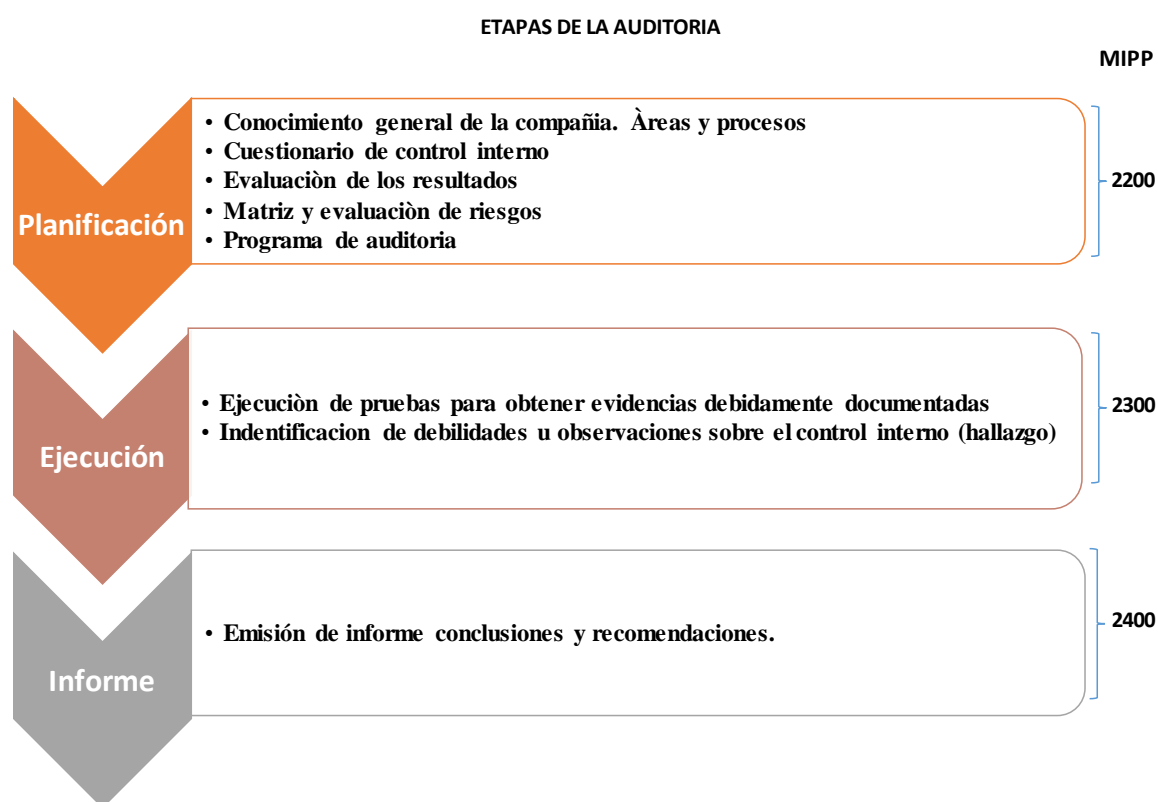 ETAPAS DE LA AUDITORIA
MIPP
Planificación
• Conocimiento general de la compañia. Àreas y procesos
• Cuestionario de control interno
• Evaluaciòn de los resultados
• Matriz y evaluaciòn de riesgos
• Programa de auditoria
2200
Ejecución
• Ejecuciòn de pruebas para obtener evidencias debidamente documentadas
• Indentificacion de debilidades u observaciones sobre el control interno (hallazgo)
2300
Informe
• Emisión de informe conclusiones y recomendaciones.
2400